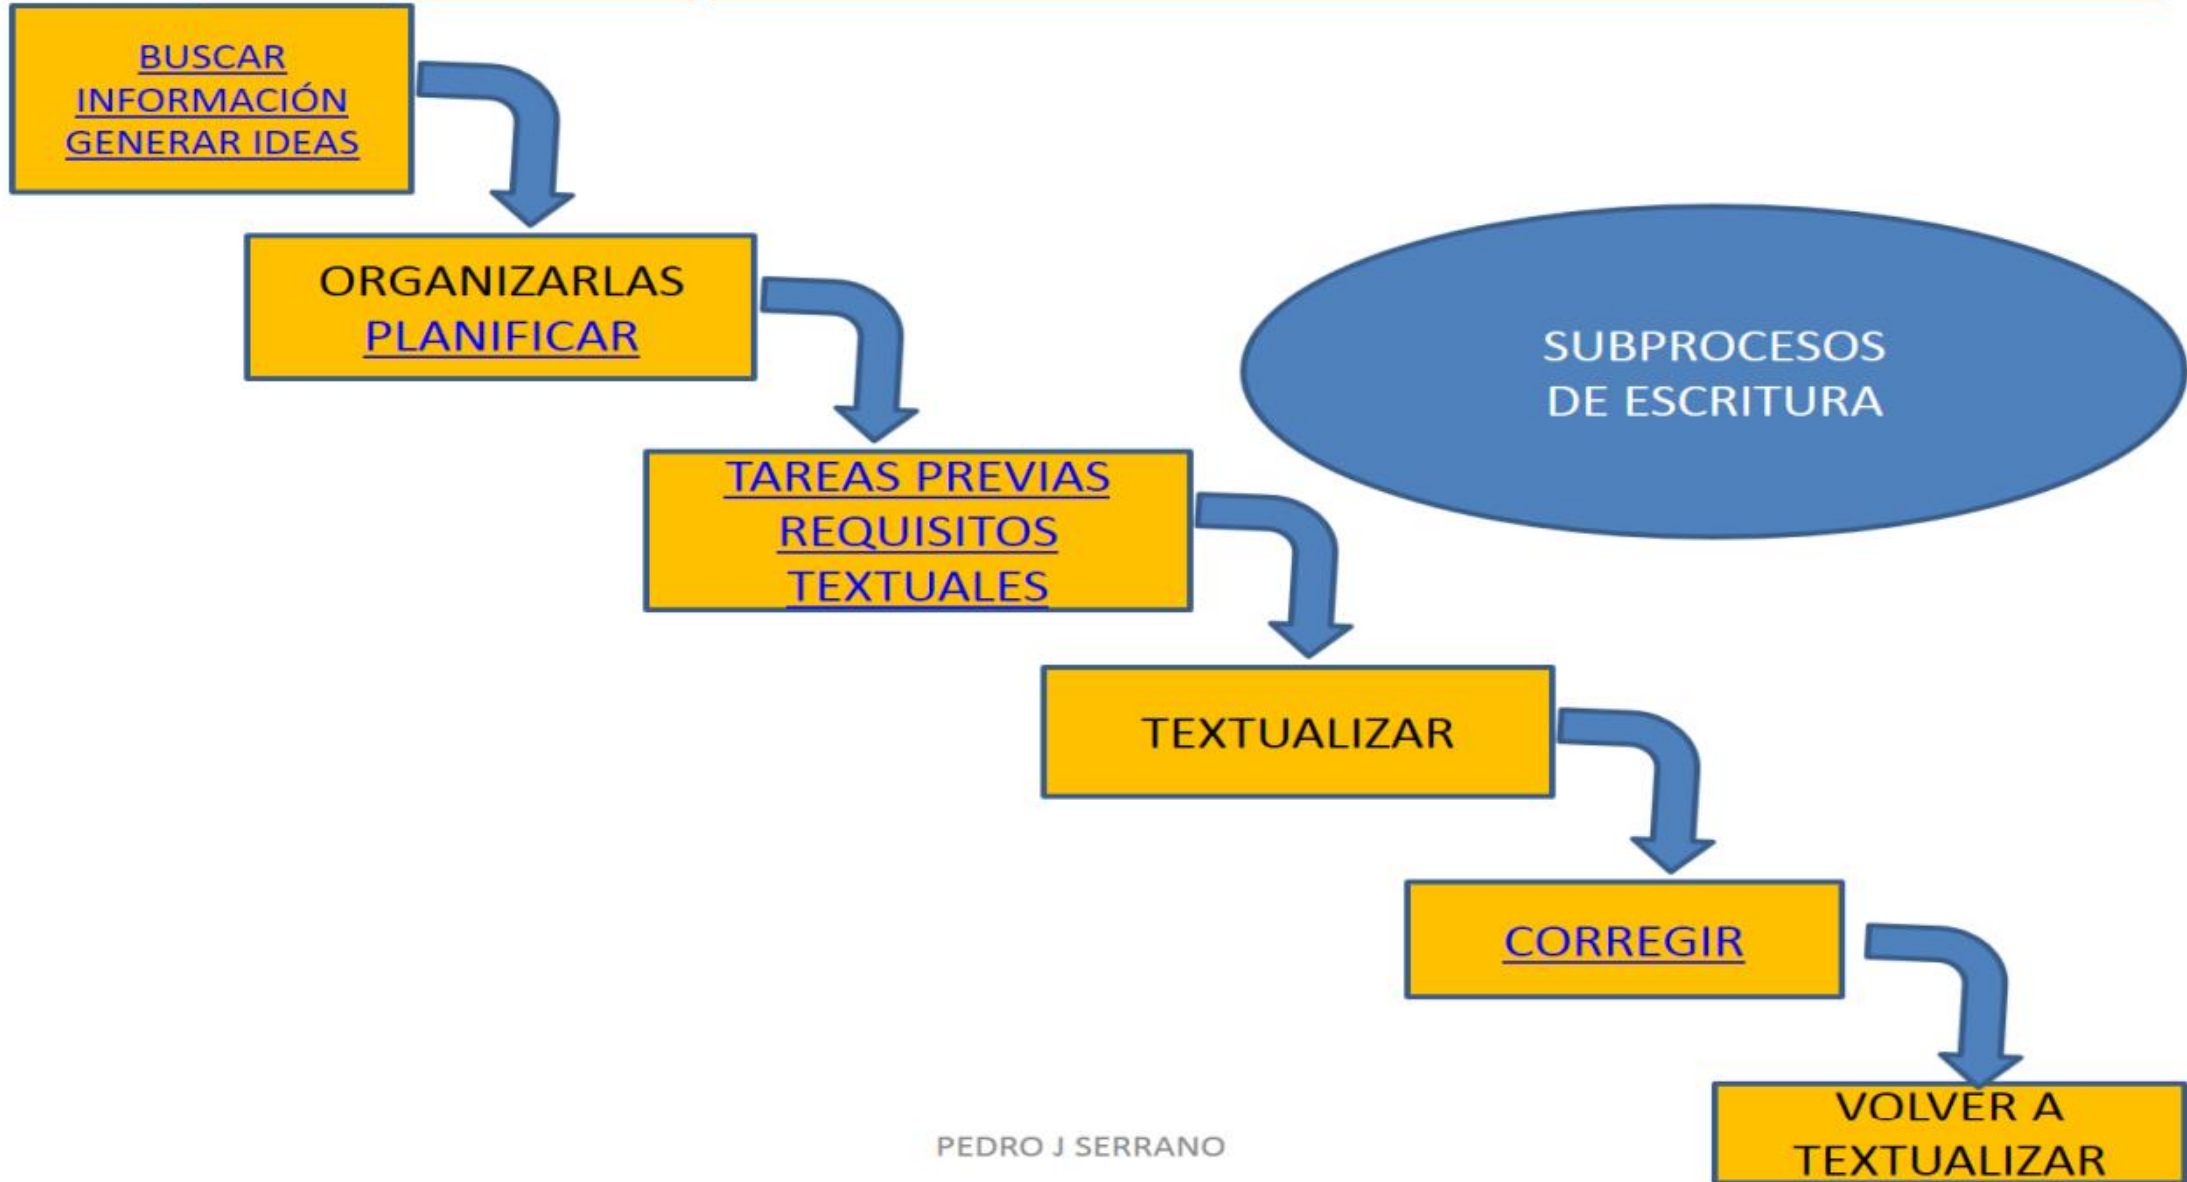 BUSCAR
INFORMACIÓN
GENERAR IDEAS
ORGANIZARLAS
PLANIFICAR
SUBPROCESOS
DE ESCRITURA
TAREAS PREVIAS
REQUISITOS
TEXTUALES
TEXTUALIZAR
CORREGIR
VOLVER A
TEXTUALIZAR
PEDRO J SERRANO